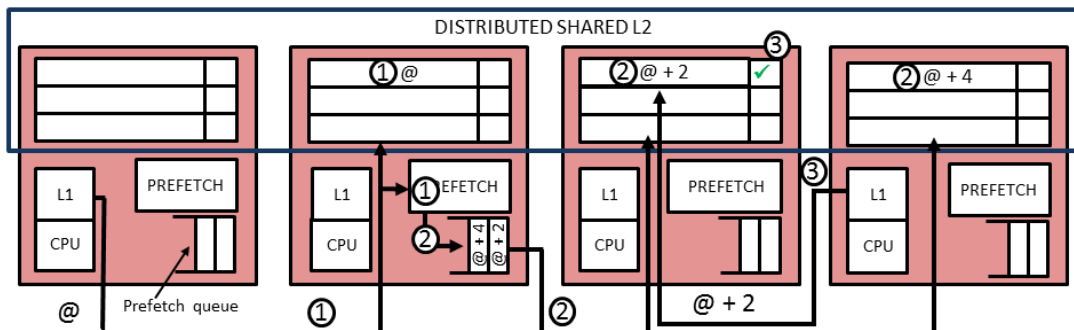 DISTRIBUTED SHARED L2
③
① @
② @ + 2
✓
② @ + 4
L1
PREFETCH
CPU
L1
①
EFETCH
CPU
②
@ + 4
@ + 2
L1
PREFETCH
CPU
③
L1
PREFETCH
CPU
Prefetch queue
@
①
②
@ + 2